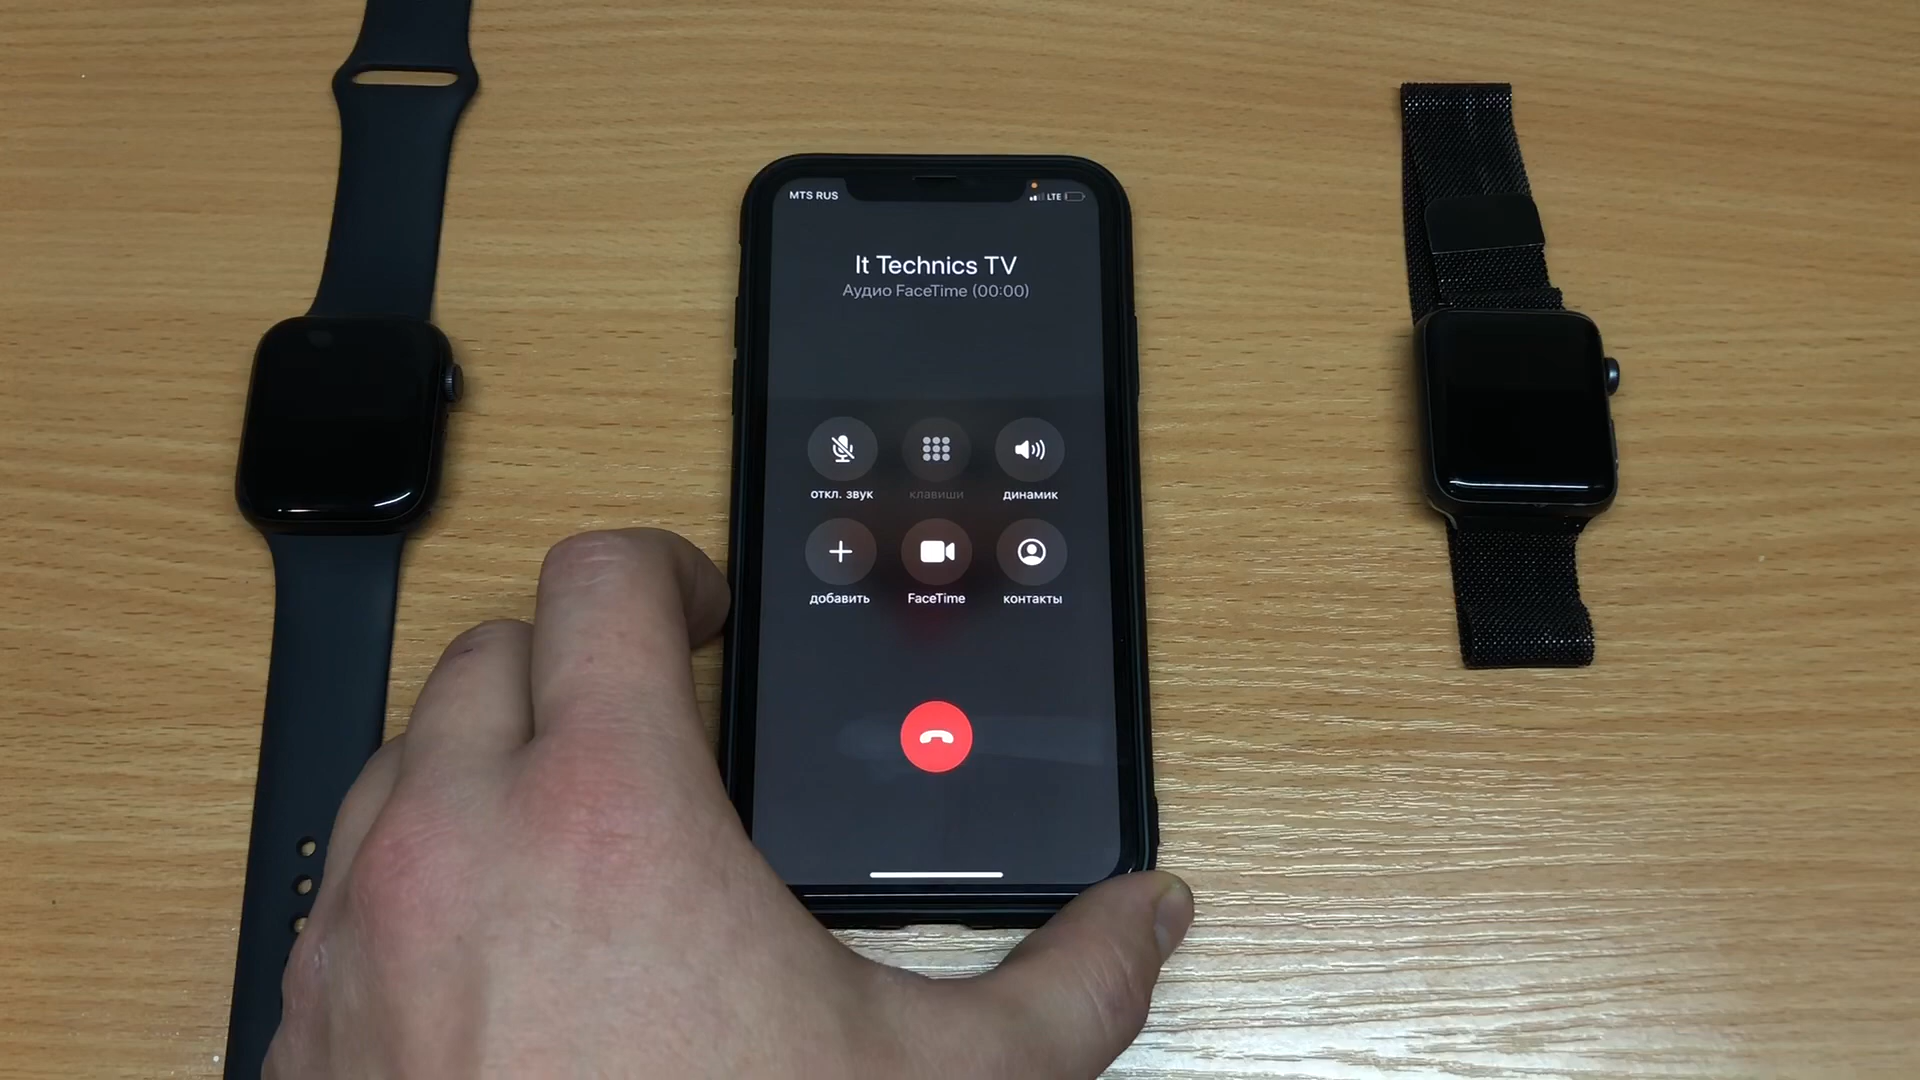 MTS RUS
LTE
It Technics TV
Аудио FaceTime (00:00)
откл. звук
клавиши
динамик
добавить
FaceTime
контакты